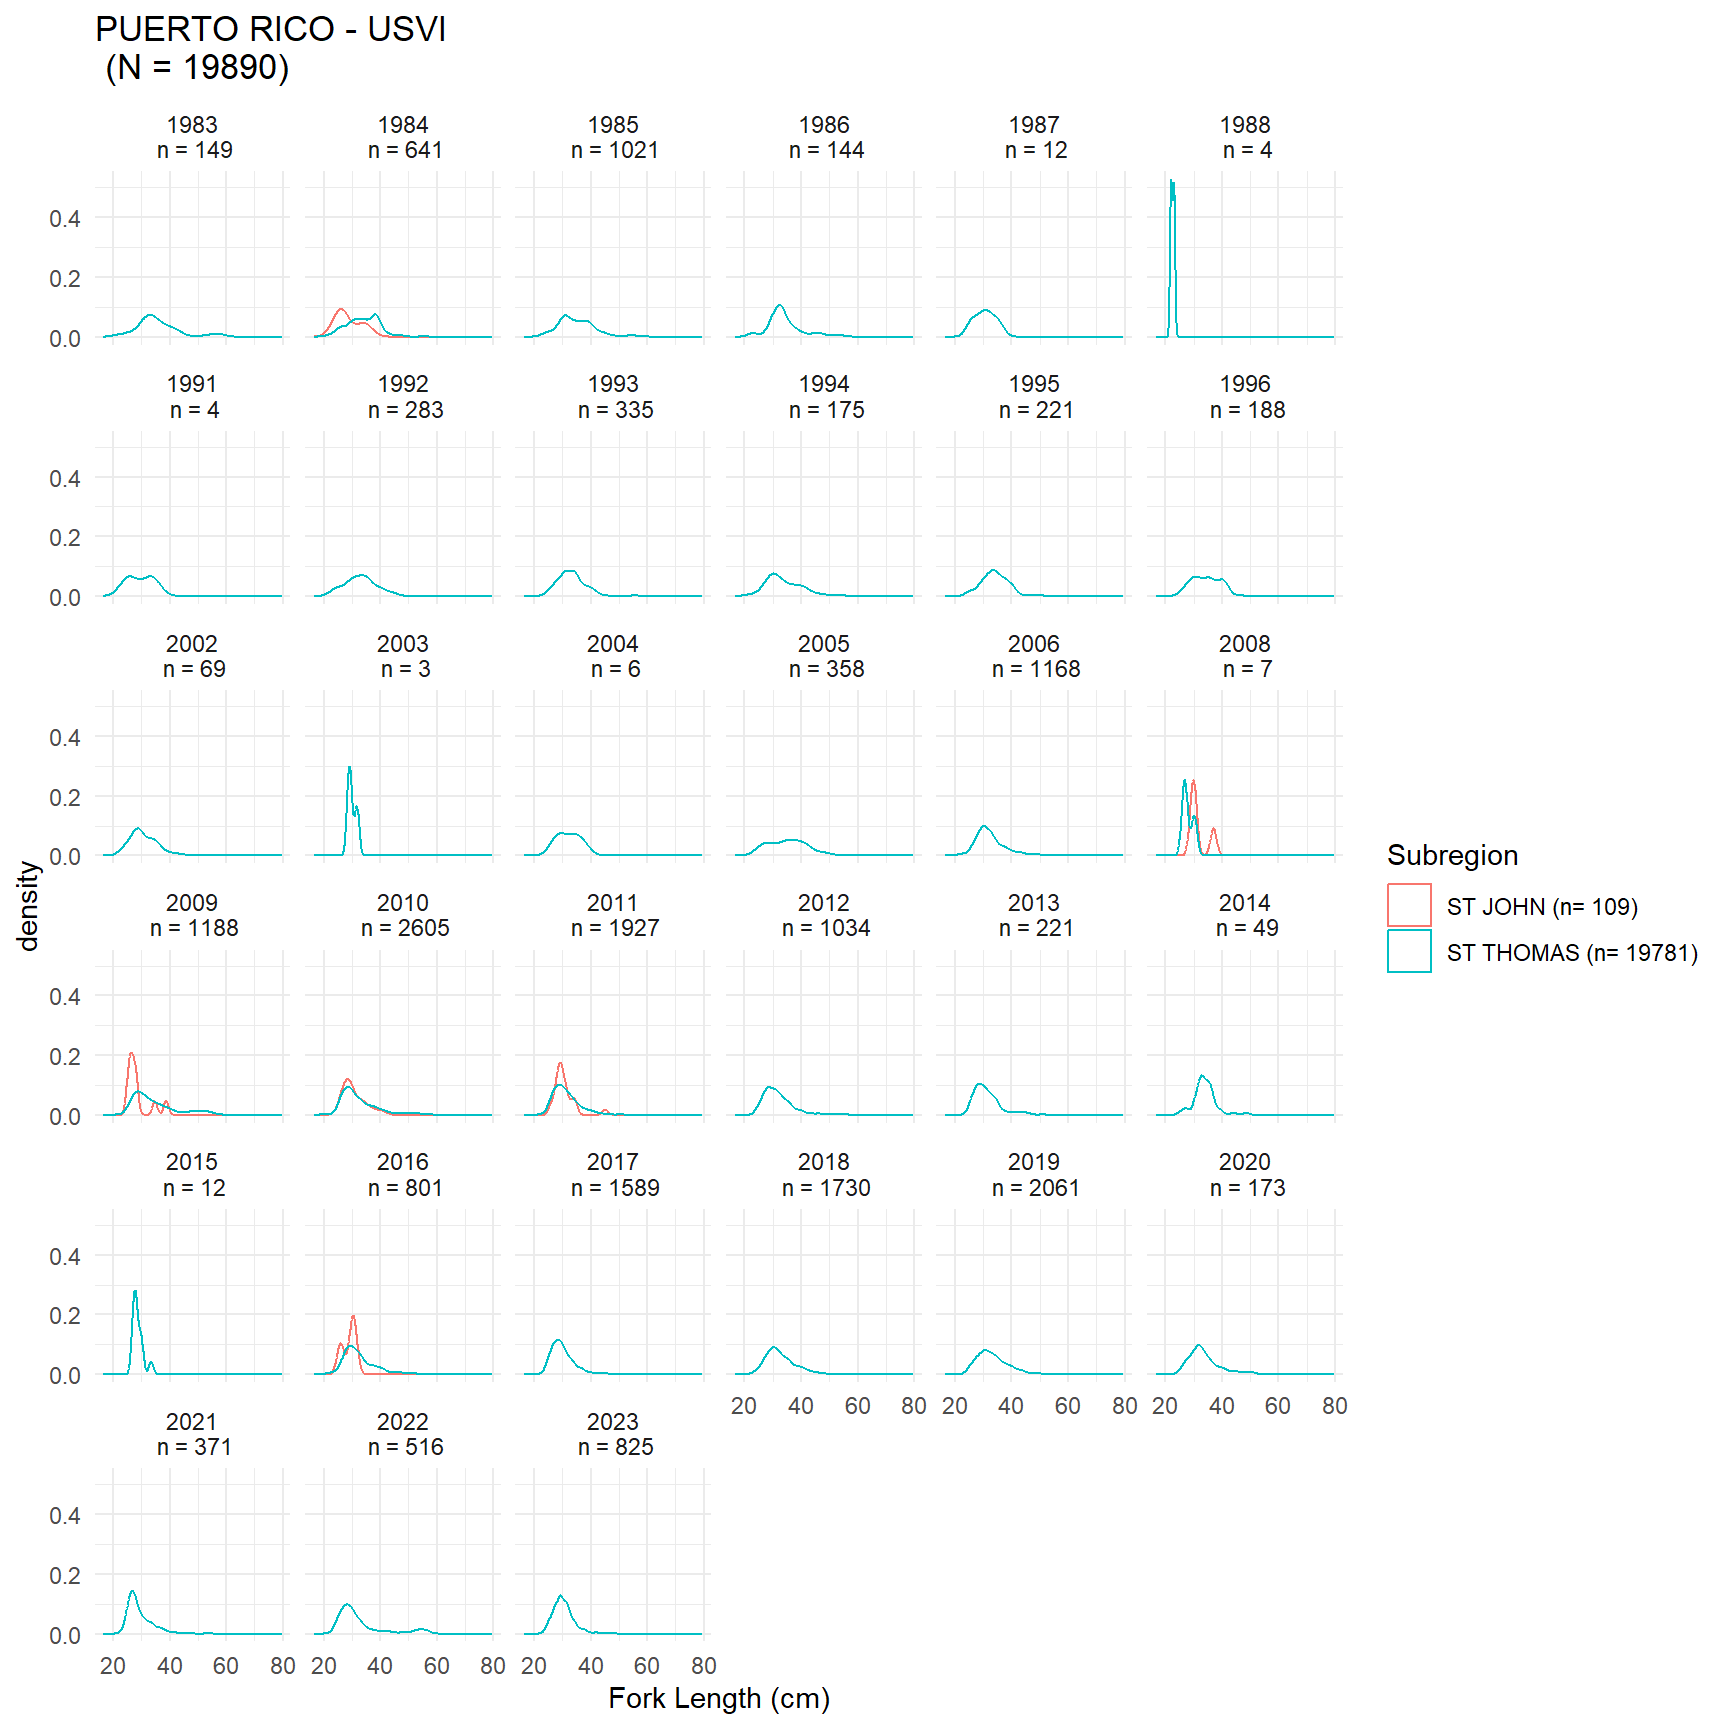 PUERTO RICO - USVI
(N = 19890)
1983 1984 1985 1986 1987 1988
n = 149 n = 641 n = 1021 n = 144 n = 12 n = 4
0.4
0.2
0.0
1991 1992 1993 1994 1995 1996
n = 4 n = 283 n = 335 n = 175 n = 221 n = 188
0.4
0.2
0.0
2002 2003 2004 2005 2006 2008
n = 69 n = 3 n = 6 n = 358 n = 1168 n = 7
0.4
0.2
0.0
2009 2010 2011 2012 2013 2014
n = 1188 n = 2605 n = 1927 n = 1034 n = 221 n = 49
0.4
0.2
0.0
2015 2016 2017 2018 2019 2020
n = 12 n = 801 n = 1589 n = 1730 n = 2061 n = 173
0.4
0.2
0.0
20 40 60 80 20 40 60 80 20 40 60 80
2021 2022 2023
n = 371 n = 516 n = 825
0.4
0.2
0.0
20 40 60 80 20 40 60 80 20 40 60 80
Fork Length (cm)
density
Subregion
ST JOHN (n= 109)
ST THOMAS (n= 19781)